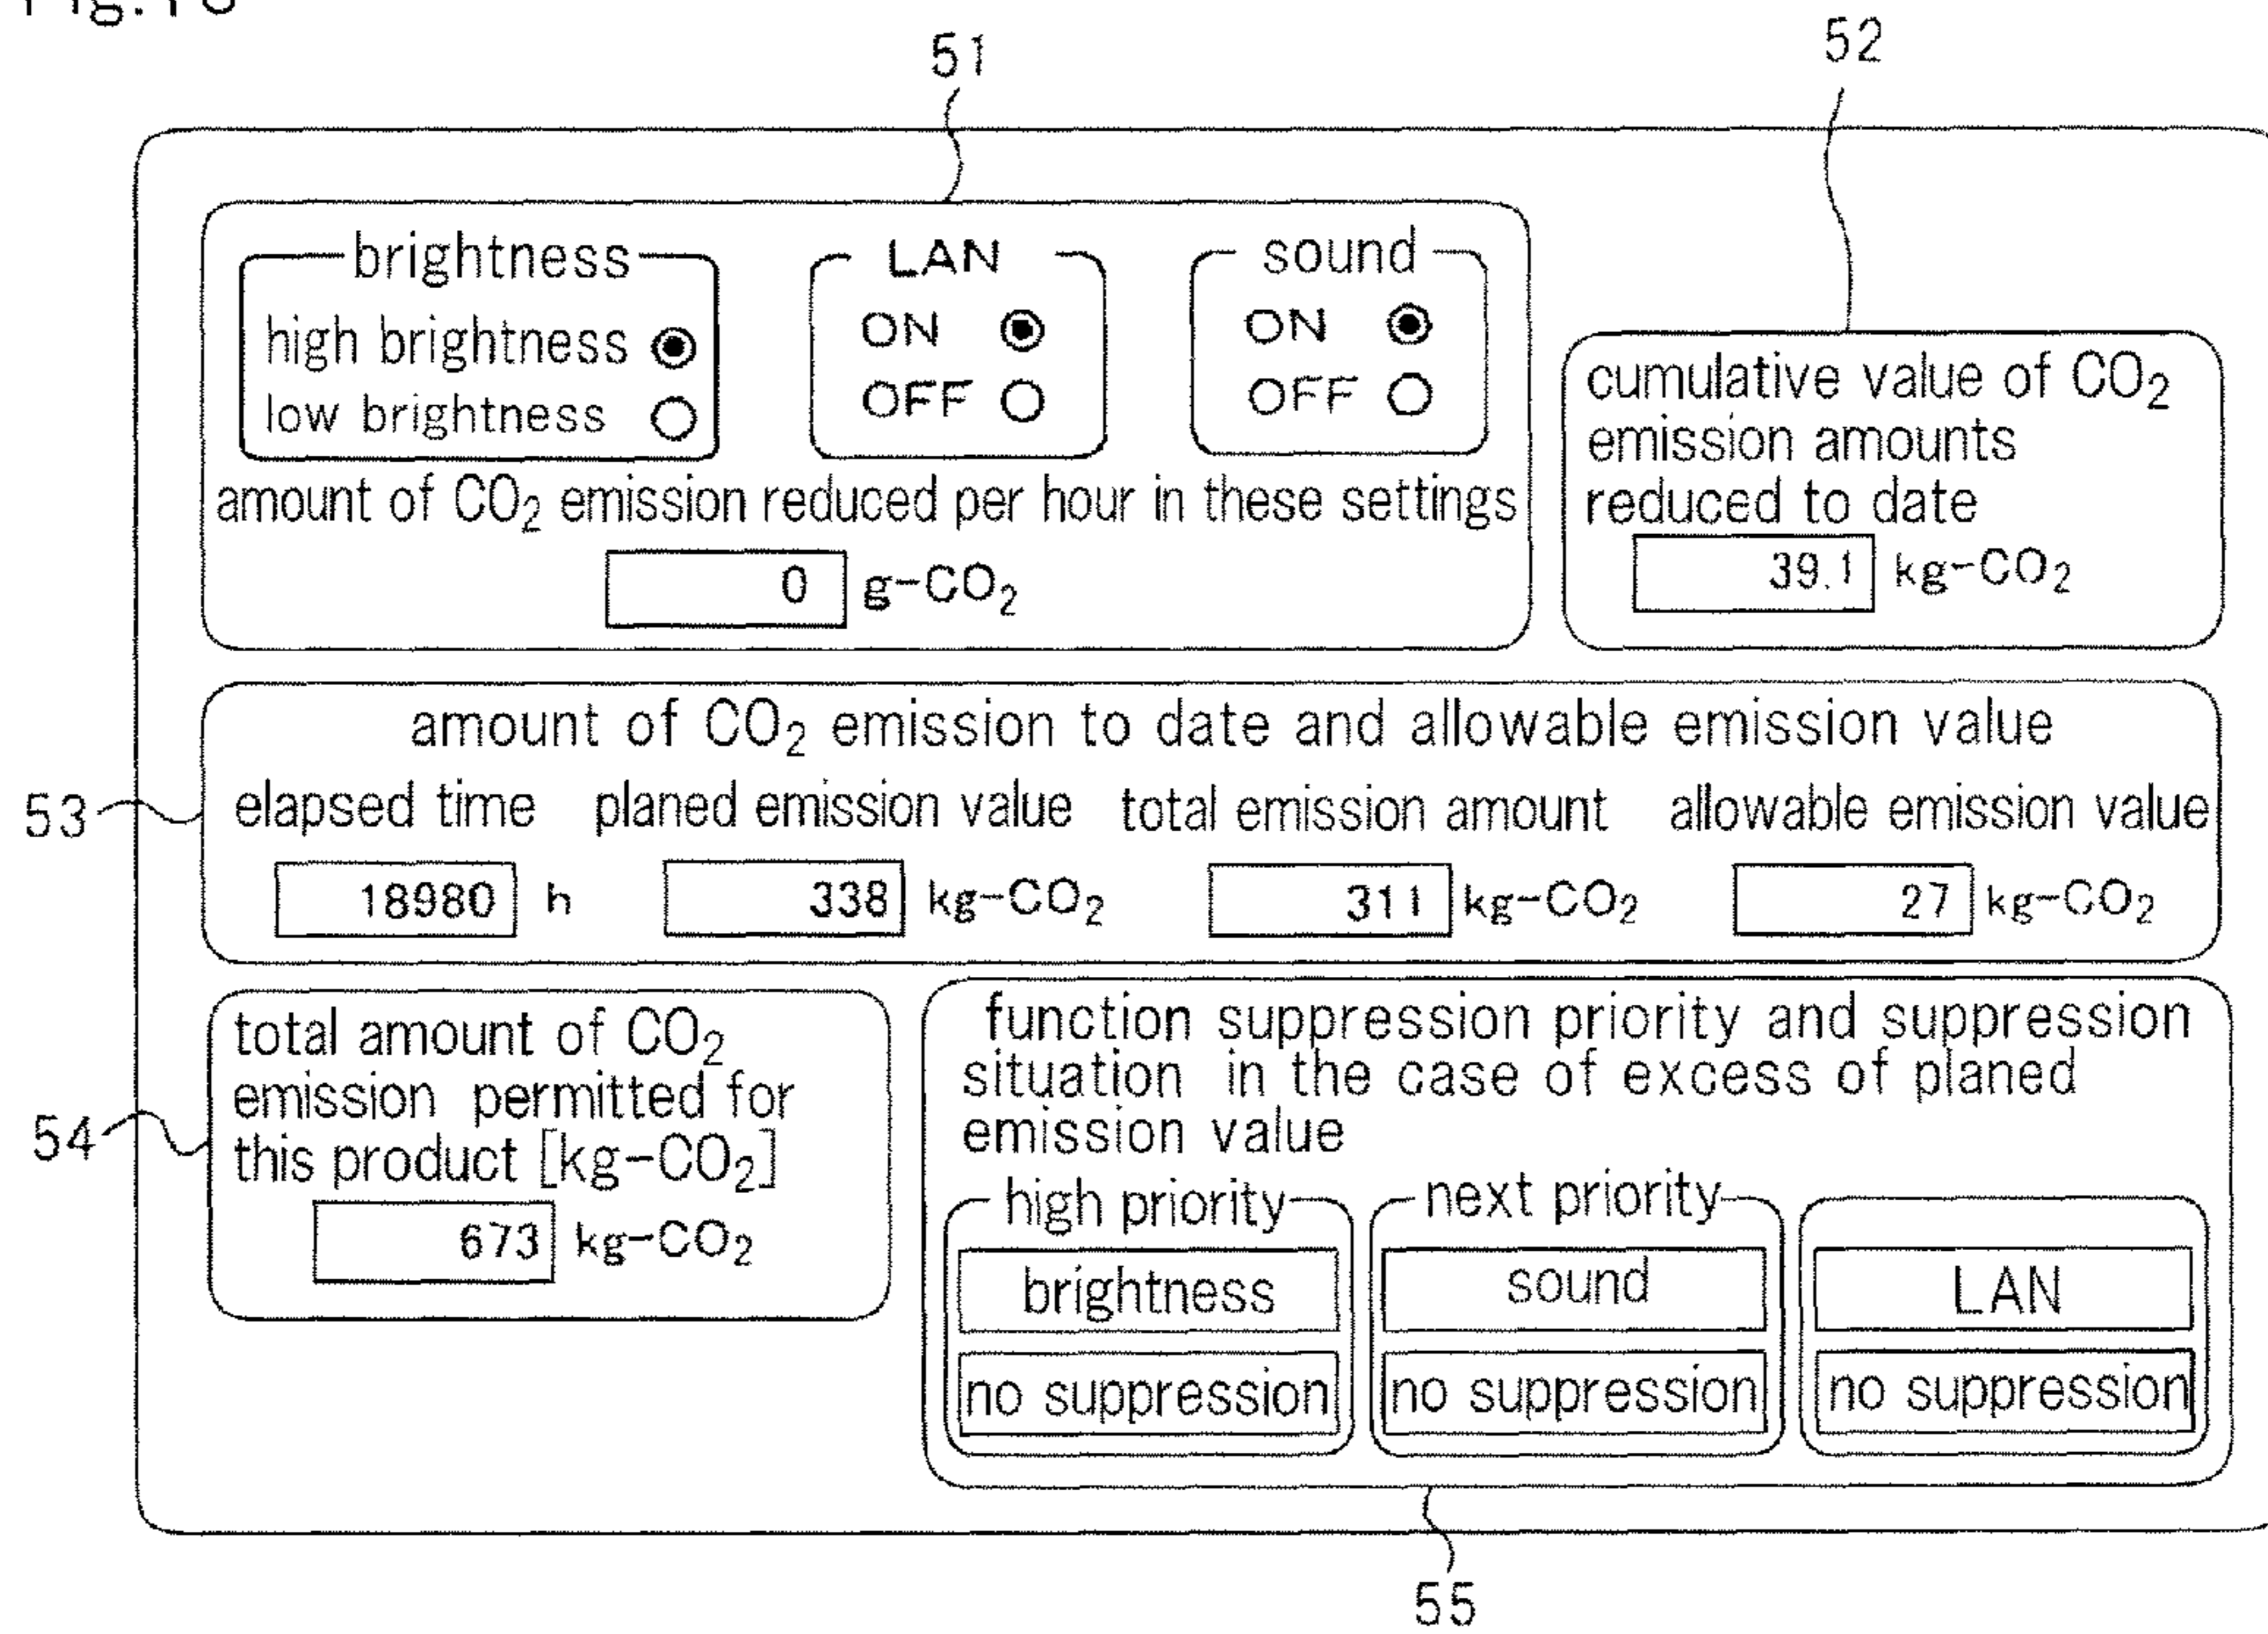 51
52
brightness
high brightness
low brightness
LAN
ON
OFF
sound
ON
OFF
amount of CO₂ emission reduced per hour in these settings
0 g-CO₂
cumulative value of CO₂
emission amounts
reduced to date
39.1 kg-CO₂
53
amount of CO₂ emission to date and allowable emission value
elapsed time planed emission value total emission amount allowable emission value
18980 h 338 kg-CO₂ 311 kg-CO₂ 27 kg-CO₂
54
total amount of CO₂
emission permitted for
this product [kg-CO₂]
673 kg-CO₂
function suppression priority and suppression
situation in the case of excess of planed
emission value
high priority next priority
brightness sound LAN
no suppression no suppression no suppression
55